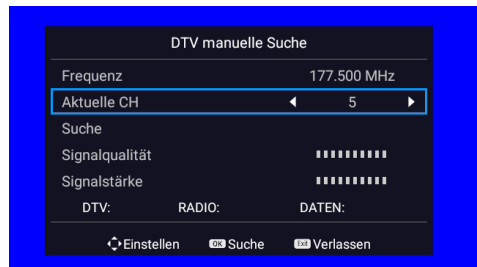 DTV manuelle Suche
Frequenz 177.500 MHz
Aktuelle CH 5
Suche
Signalqualität
Signalstärke
DTV: RADIO: DATEN:
Einstellen OK Suche Exit Verlassen